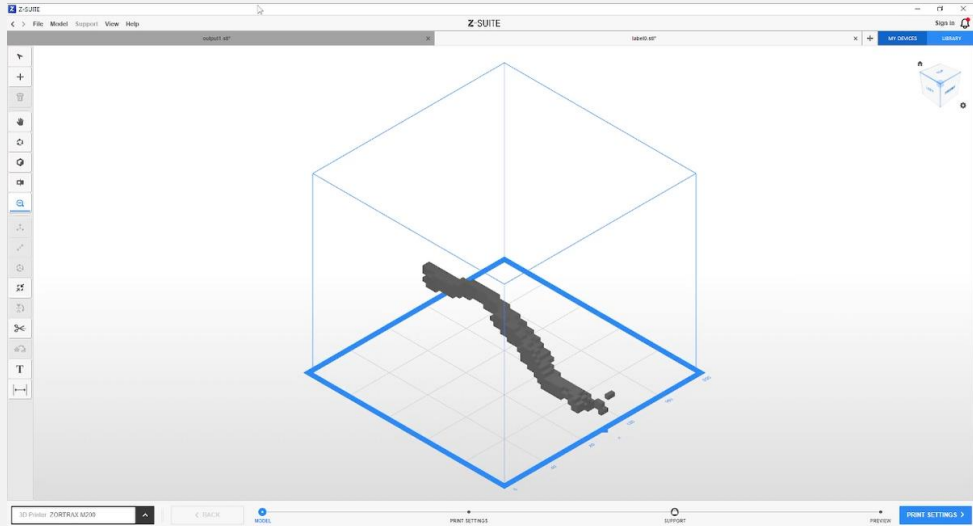 Z-SUITE
File Model Support View Help
Z-SUITE
Sign in
output0.stl*
label0.stl*
MY DEVICES
LIBRARY
T
3D Printer ZORTRAX M200
< BACK
MODEL
PRINT SETTINGS
SUPPORT
PREVIEW
PRINT SETTINGS >